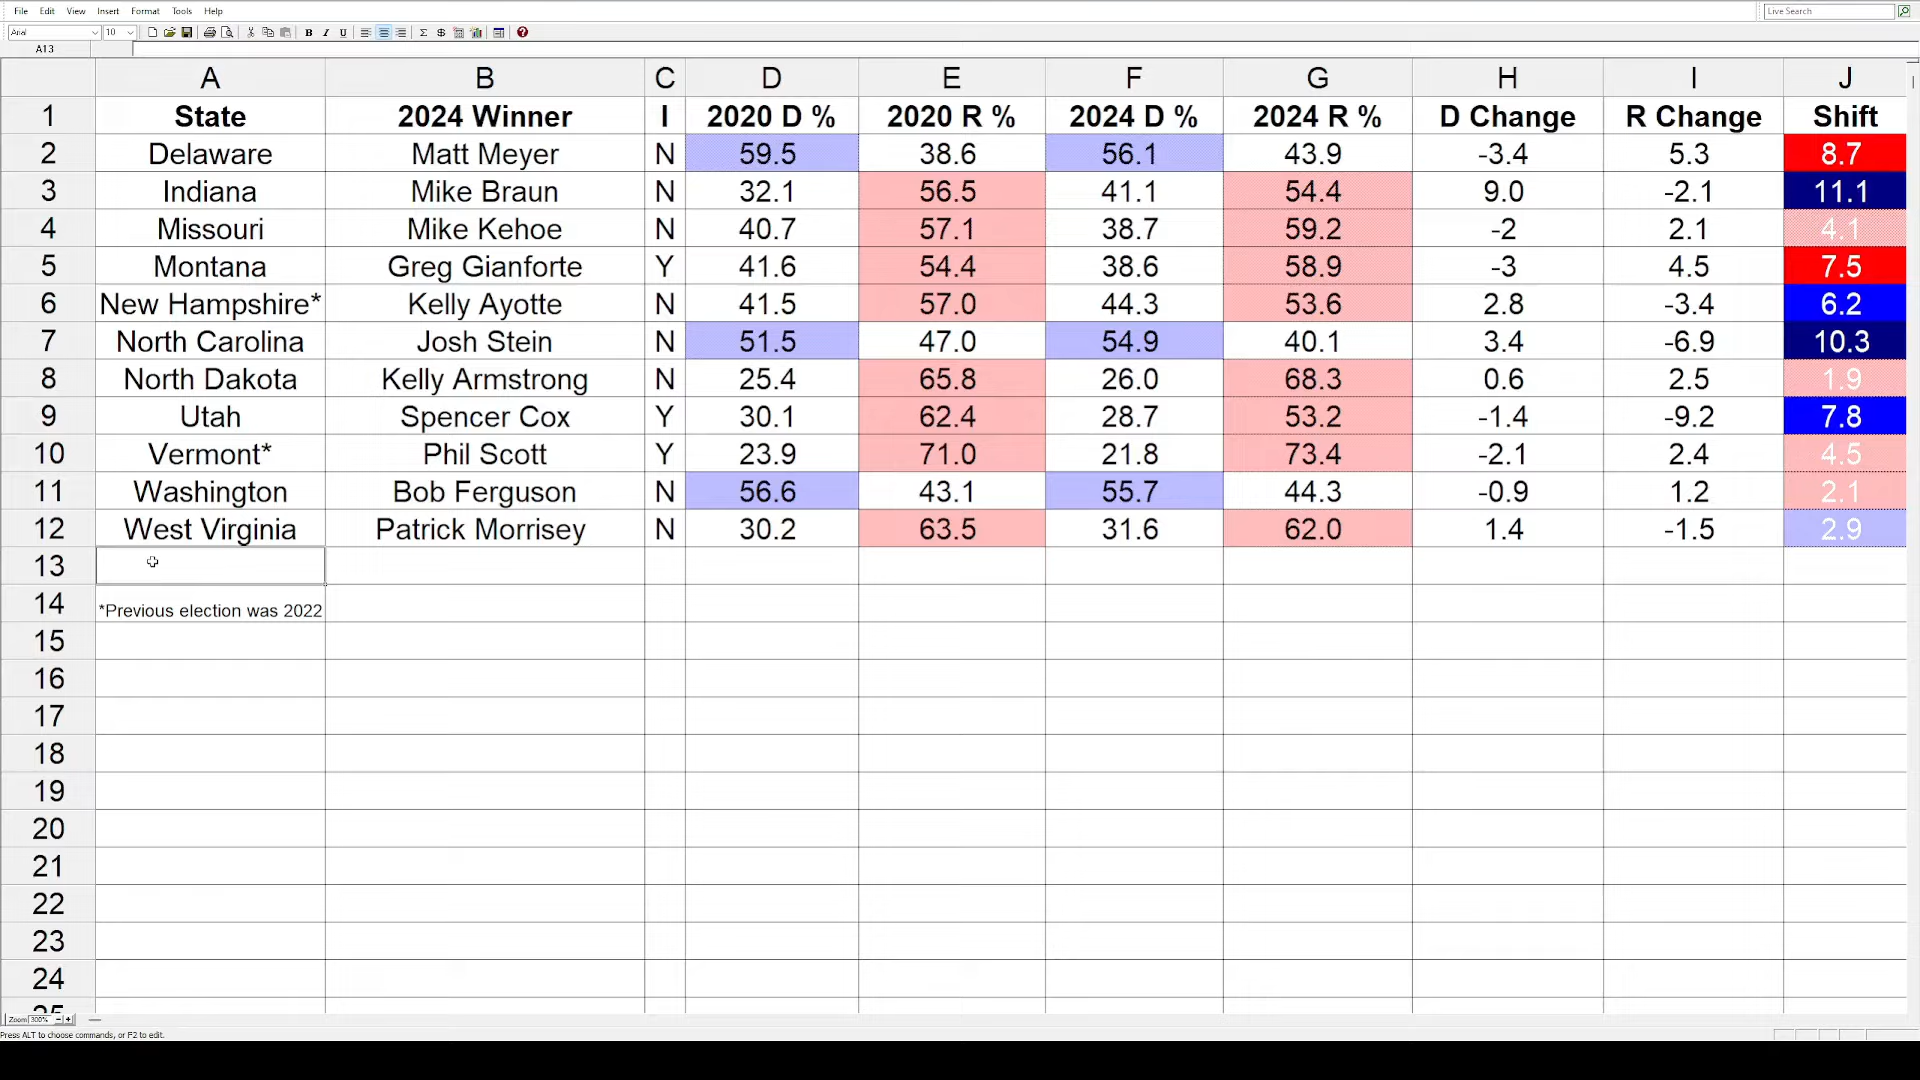 File Edit View Insert Format Tools Help Live Search
Arial 10 B I U Σ $ ?
A13
A B C D E F G H I J
1 State 2024 Winner I 2020 D % 2020 R % 2024 D % 2024 R % D Change R Change Shift
2 Delaware Matt Meyer N 59.5 38.6 56.1 43.9 -3.4 5.3 8.7
3 Indiana Mike Braun N 32.1 56.5 41.1 54.4 9.0 -2.1 11.1
4 Missouri Mike Kehoe N 40.7 57.1 38.7 59.2 -2 2.1 4.1
5 Montana Greg Gianforte Y 41.6 54.4 38.6 58.9 -3 4.5 7.5
6 New Hampshire* Kelly Ayotte N 41.5 57.0 44.3 53.6 2.8 -3.4 6.2
7 North Carolina Josh Stein N 51.5 47.0 54.9 40.1 3.4 -6.9 10.3
8 North Dakota Kelly Armstrong N 25.4 65.8 26.0 68.3 0.6 2.5 1.9
9 Utah Spencer Cox Y 30.1 62.4 28.7 53.2 -1.4 -9.2 7.8
10 Vermont* Phil Scott Y 23.9 71.0 21.8 73.4 -2.1 2.4 4.5
11 Washington Bob Ferguson N 56.6 43.1 55.7 44.3 -0.9 1.2 2.1
12 West Virginia Patrick Morrisey N 30.2 63.5 31.6 62.0 1.4 -1.5 2.9
13
14 *Previous election was 2022
15
16
17
18
19
20
21
22
23
24
25
Zoom 300% - +
Press ALT to choose commands, or F2 to edit.